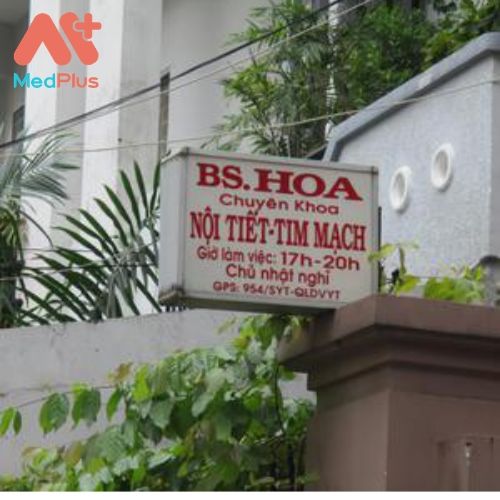 MedPlus
BS.HOA
Chuyên Khoa
NỘI TIẾT-TIM MẠCH
Giờ làm việc: 17h-20h
Chủ nhật nghỉ
GPS: 954/SYT-QLDVYT